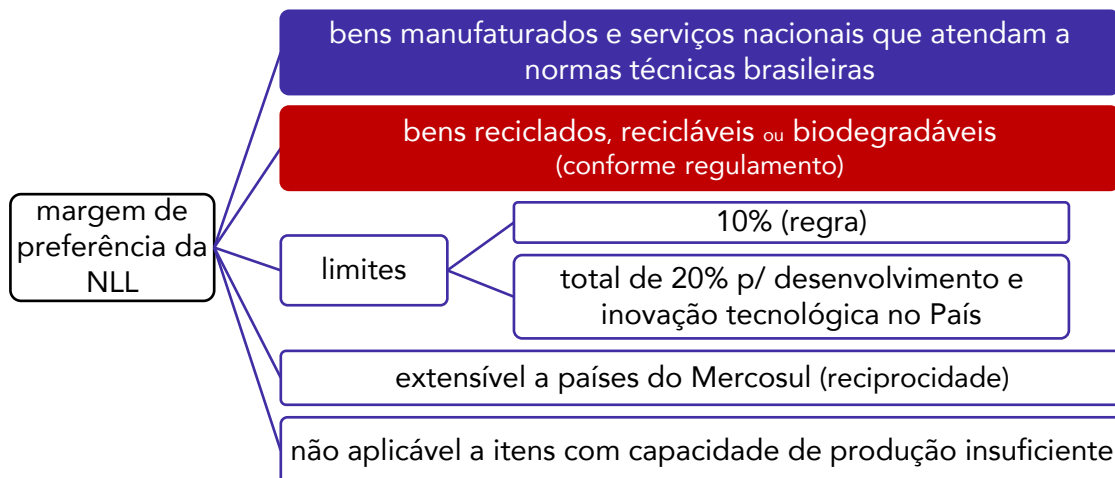 bens manufaturados e serviços nacionais que atendam a
normas técnicas brasileiras
bens reciclados, recicláveis ou biodegradáveis
(conforme regulamento)
margem de
preferência da
NLL
limites
10% (regra)
total de 20% p/ desenvolvimento e
inovação tecnológica no País
extensível a países do Mercosul (reciprocidade)
não aplicável a itens com capacidade de produção insuficiente